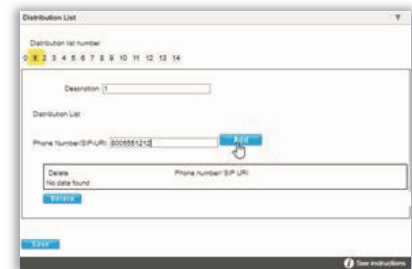 Distribution List
Distribution list number
0 1 2 3 4 5 6 7 8 9 10 11 12 13 14
Description 1
Distribution List
Phone Number(SIP-URI) 8005551212 Add
Delete Phone number/ SIP URI
No data found
Delete
Save
i See instructions